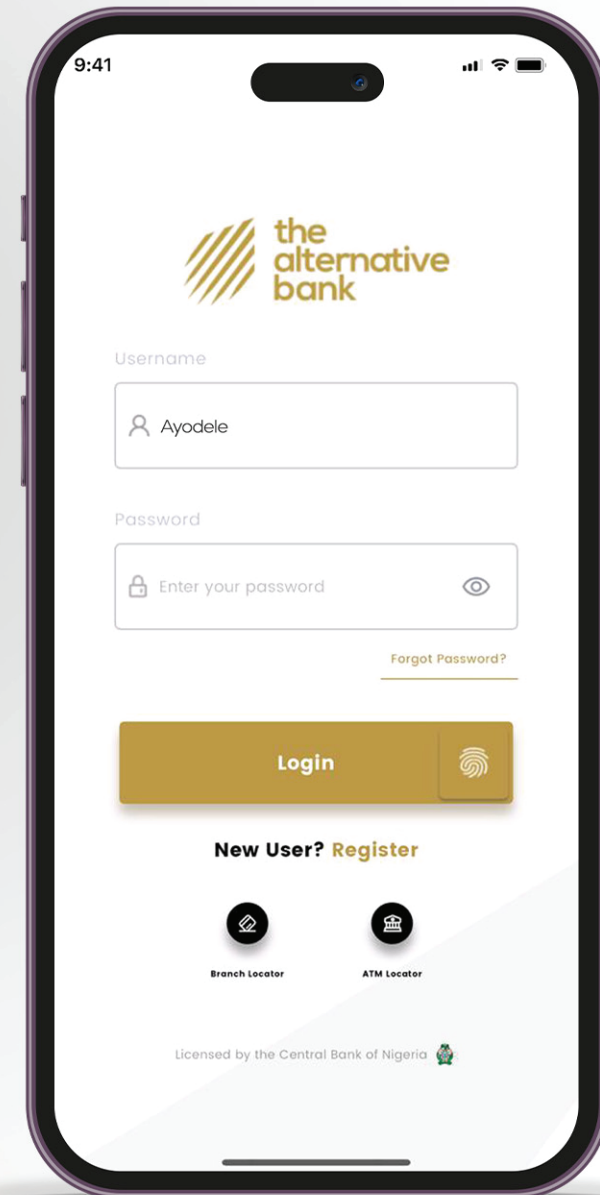 9:41
the
alternative
bank
Username
Ayodele
Password
Enter your password
Forgot Password?
Login
New User? Register
Branch Locator
ATM Locator
Licensed by the Central Bank of Nigeria